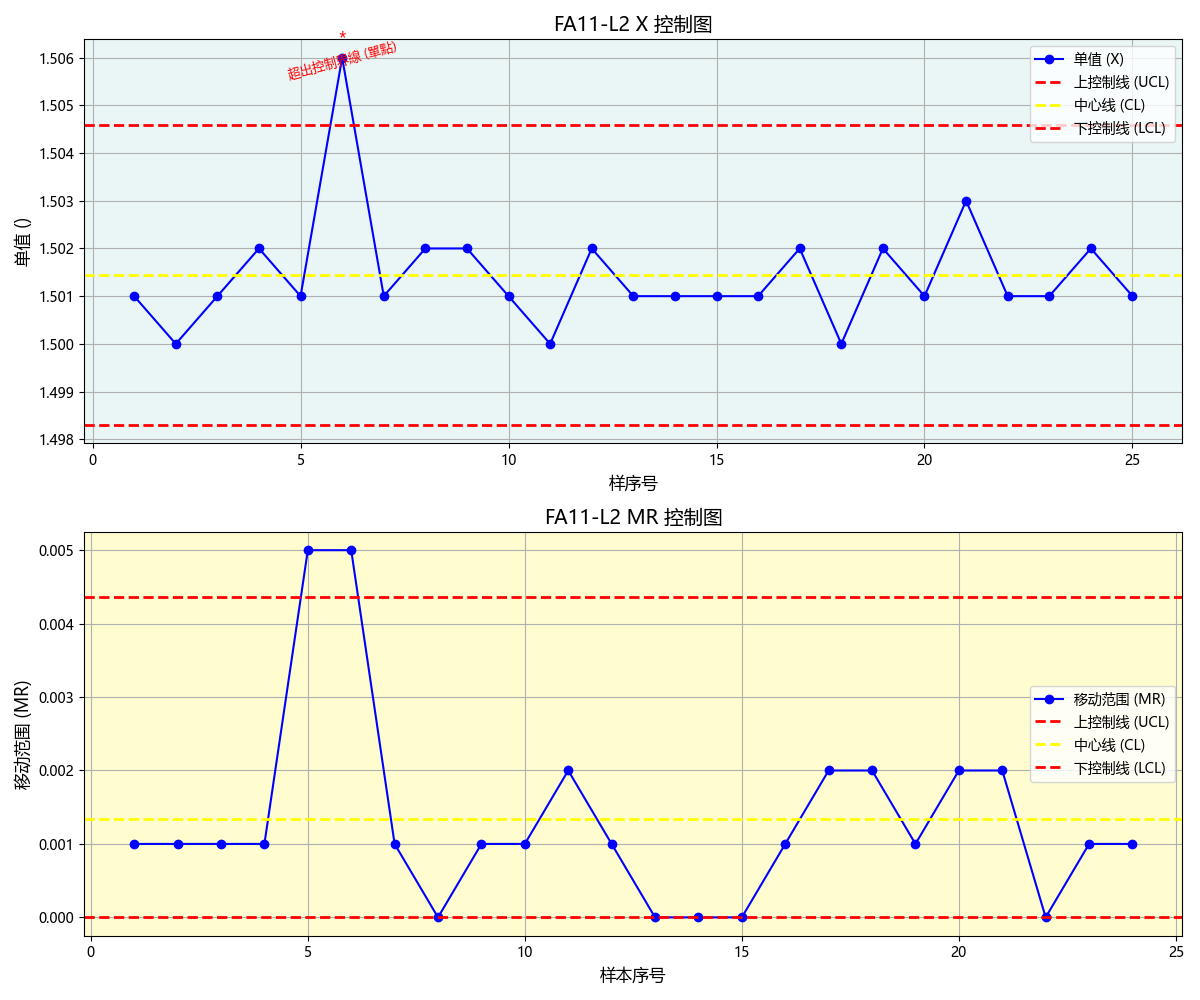 FA11-L2 X 控制图
*
超出控制界線 (單點)
单值 (X)
上控制线 (UCL)
中心线 (CL)
下控制线 (LCL)
单值 ()
1.506
1.505
1.504
1.503
1.502
1.501
1.500
1.499
1.498
0 5 10 15 20 25
样序号
FA11-L2 MR 控制图
移动范围 (MR)
0.005
0.004
0.003
0.002
0.001
0.000
移动范围 (MR)
上控制线 (UCL)
中心线 (CL)
下控制线 (LCL)
0 5 10 15 20 25
样本序号